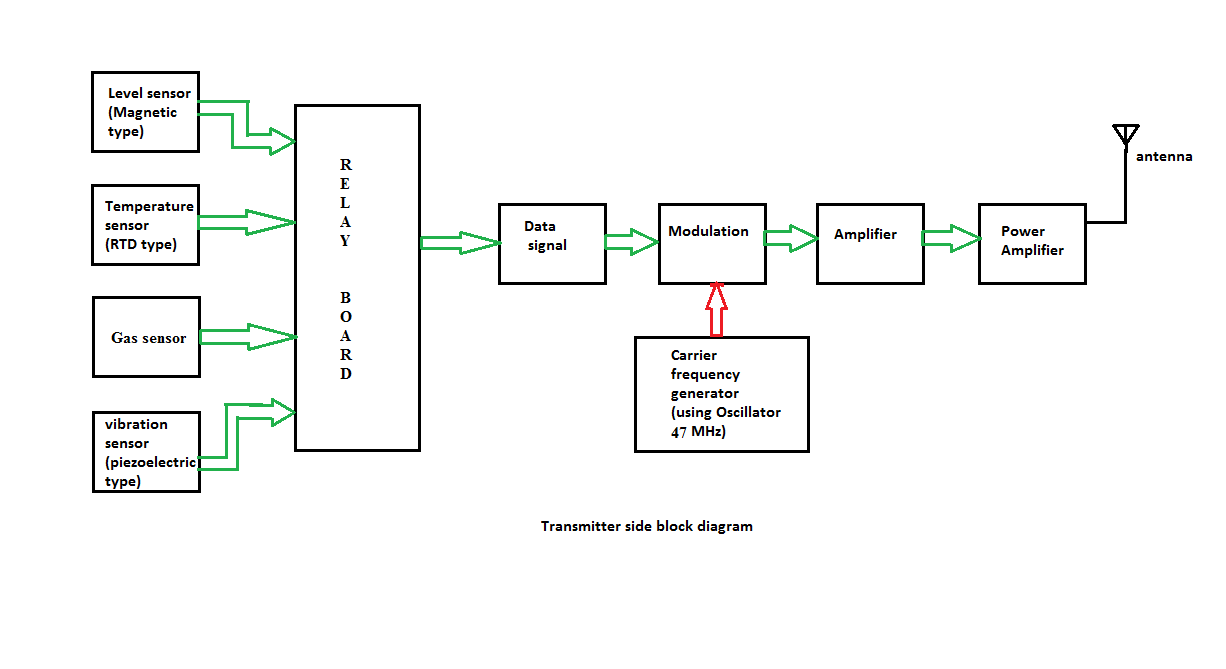 Level sensor
(Magnetic
type)
Temperature
sensor
(RTD type)
Gas sensor
vibration
sensor
(piezoelectric
type)
R
E
L
A
Y
B
O
A
R
D
Data
signal
Modulation
Amplifier
Power
Amplifier
antenna
Carrier
frequency
generator
(using Oscillator
47 MHz)
Transmitter side block diagram